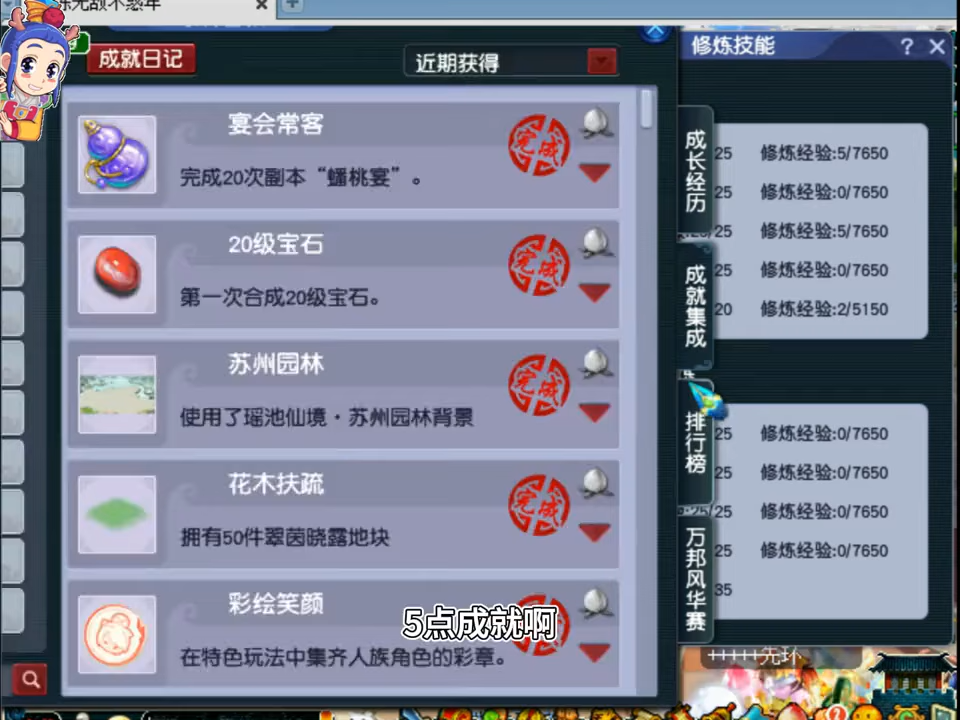 成就日记
近期获得
修炼技能
?
宴会常客
完成20次副本“蟠桃宴”。
完成
20级宝石
第一次合成20级宝石。
完成
苏州园林
使用了瑶池仙境·苏州园林背景
完成
花木扶疏
拥有50件翠茵晓露地块
完成
彩绘笑颜
在特色玩法中集齐人族角色的彩章。
5点成就啊
成长经历
成就集成
排行榜
万邦风华赛
25 修炼经验:5/7650
25 修炼经验:0/7650
25 修炼经验:5/7650
25 修炼经验:0/7650
20 修炼经验:2/5150
25 修炼经验:0/7650
25 修炼经验:0/7650
25 修炼经验:0/7650
25 修炼经验:0/7650
35